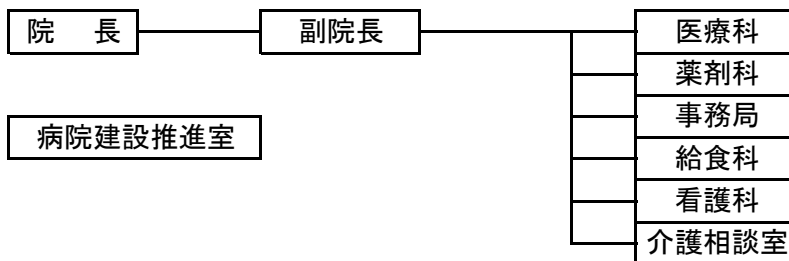 院　長
副院長
医療科
薬剤科
事務局
病院建設推進室
給食科
看護科
介護相談室